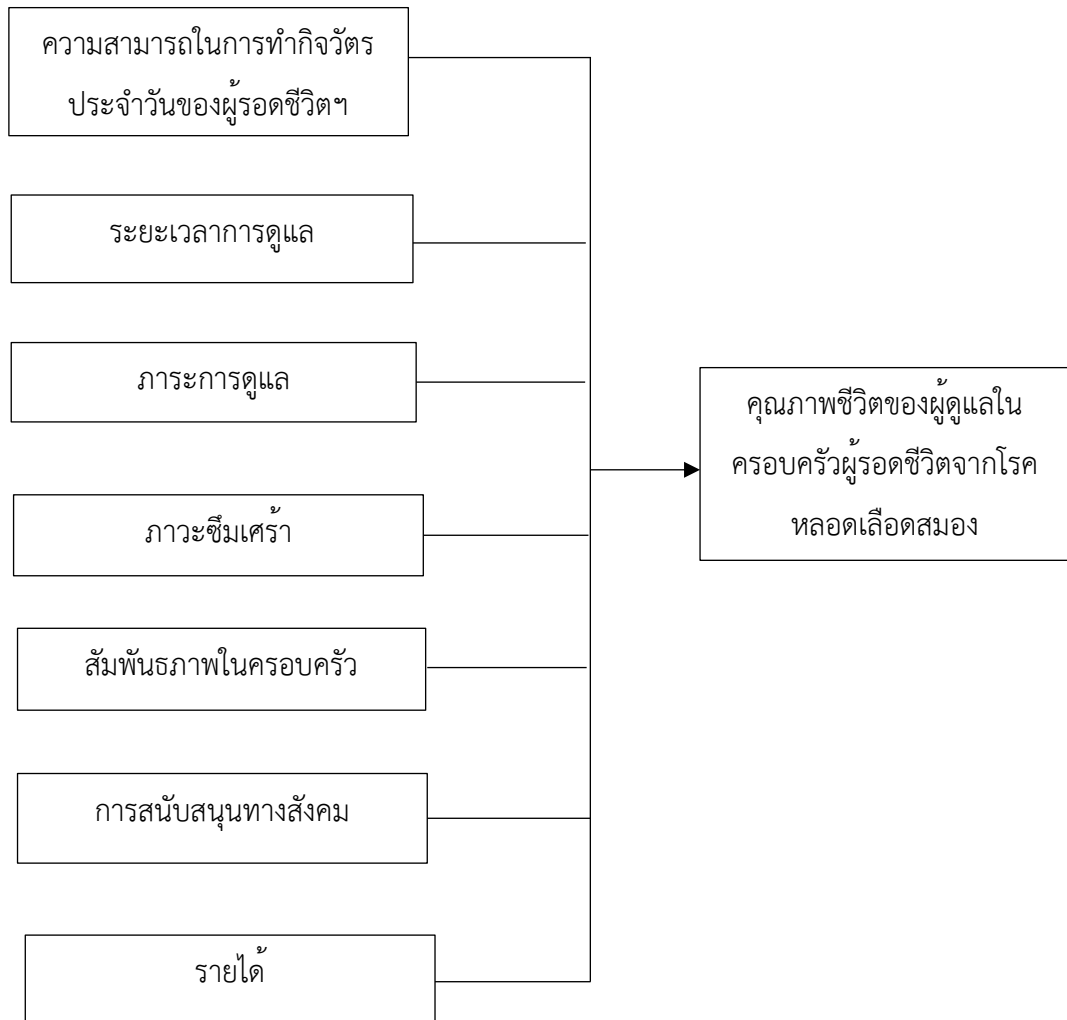 ความสามารถในการทำกิจวัตร
ประจำวันของผู้รอดชีวิตฯ
ระยะเวลาการดูแล
ภาระการดูแล
ภาวะซึมเศร้า
สัมพันธภาพในครอบครัว
การสนับสนุนทางสังคม
รายได้
คุณภาพชีวิตของผู้ดูแลใน
ครอบครัวผู้รอดชีวิตจากโรค
หลอดเลือดสมอง